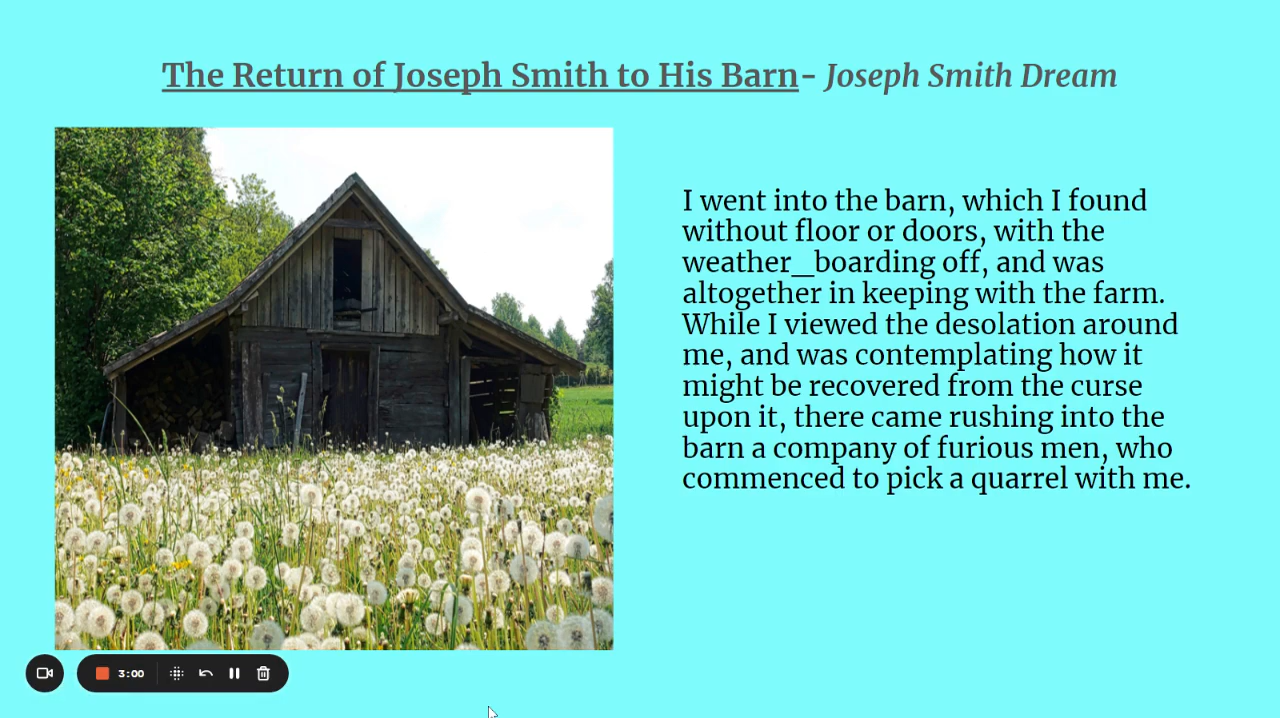 The Return of Joseph Smith to His Barn- Joseph Smith Dream
I went into the barn, which I found
without floor or doors, with the
weather_boarding off, and was
altogether in keeping with the farm.
While I viewed the desolation around
me, and was contemplating how it
might be recovered from the curse
upon it, there came rushing into the
barn a company of furious men, who
commenced to pick a quarrel with me.
3:00